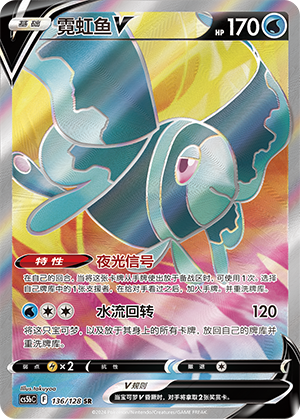 基础 霓虹鱼V HP 170
特性 夜光信号
在自己的回合,当将这张卡牌从手牌使出放于备战区时,可使用1次。选择
自己牌库中的1张支援者,在给对手看过之后,加入手牌。并重洗牌库。
水流回转 120
将这只宝可梦,以及放于其身上的所有卡牌,放回自己的牌库并
重洗牌库。
弱点 ×2 抵抗力 撤退
Illus. takuyoa
cs5bC F 136/128 SR
V规则
当宝可梦V昏厥时,对手将拿取2张奖赏卡。